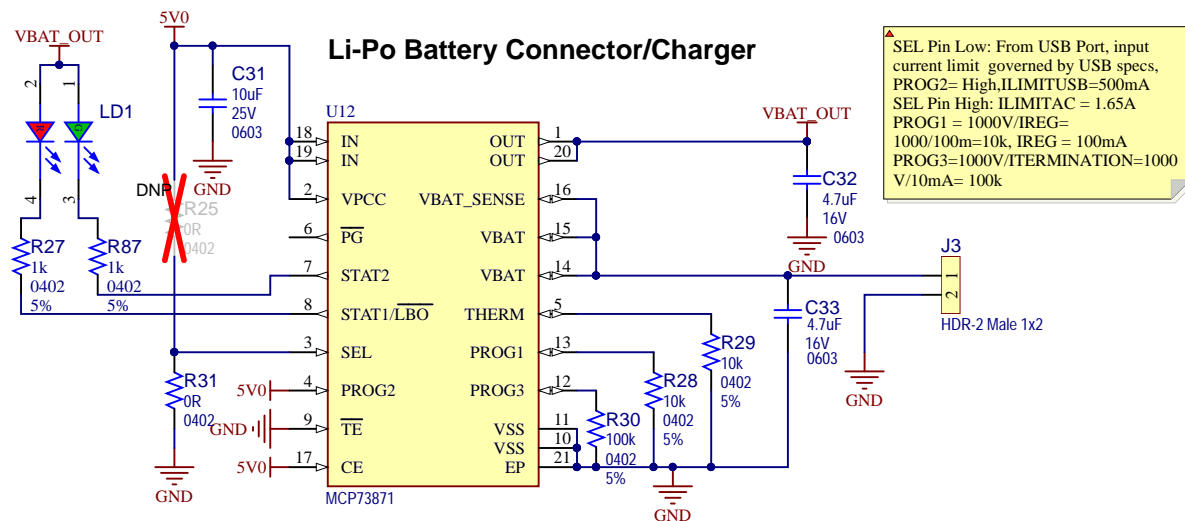 Li-Po Battery Connector/Charger
5V0
VBAT_OUT
2
1
LD1
R
G
4
3
R27
1k
0402
5%
R87
1k
0402
5%
DNP
R25
0R
0402
C31
10uF
25V
0603
GND
R31
0R
0402
GND
5V0
GND
5V0
U12
18
IN
19
IN
2
VPCC
6
PG
7
STAT2
8
STAT1/LBO
3
SEL
4
PROG2
9
TE
17
CE
OUT
1
OUT
20
VBAT_SENSE
16
VBAT
15
VBAT
14
THERM
5
PROG1
13
PROG3
12
VSS
11
VSS
10
EP
21
MCP73871
VBAT_OUT
C32
4.7uF
16V
0603
GND
C33
4.7uF
16V
0603
R29
10k
0402
5%
R28
10k
0402
5%
R30
100k
0402
5%
GND
J3
1
2
HDR-2 Male 1x2
GND
SEL Pin Low: From USB Port, input
current limit governed by USB specs,
PROG2= High,ILIMITUSB=500mA
SEL Pin High: ILIMITAC = 1.65A
PROG1 = 1000V/IREG=
1000/100m=10k, IREG = 100mA
PROG3=1000V/ITERMINATION=1000
V/10mA= 100k